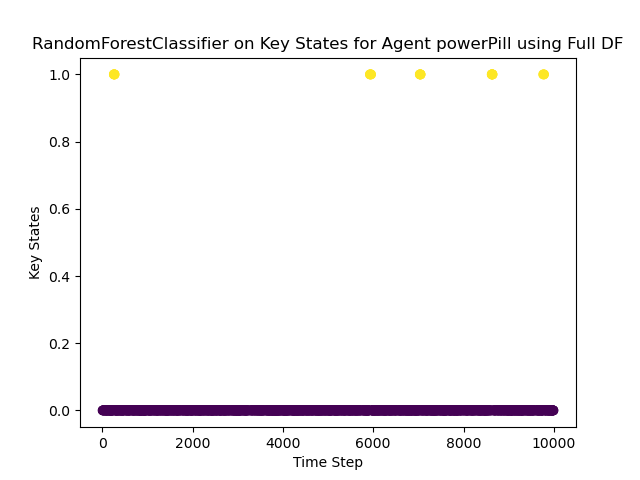 RandomForestClassifier on Key States for Agent powerPill using Full DF
1.0
0.8
0.6
0.4
0.2
0.0
Key States
0 2000 4000 6000 8000 10000
Time Step